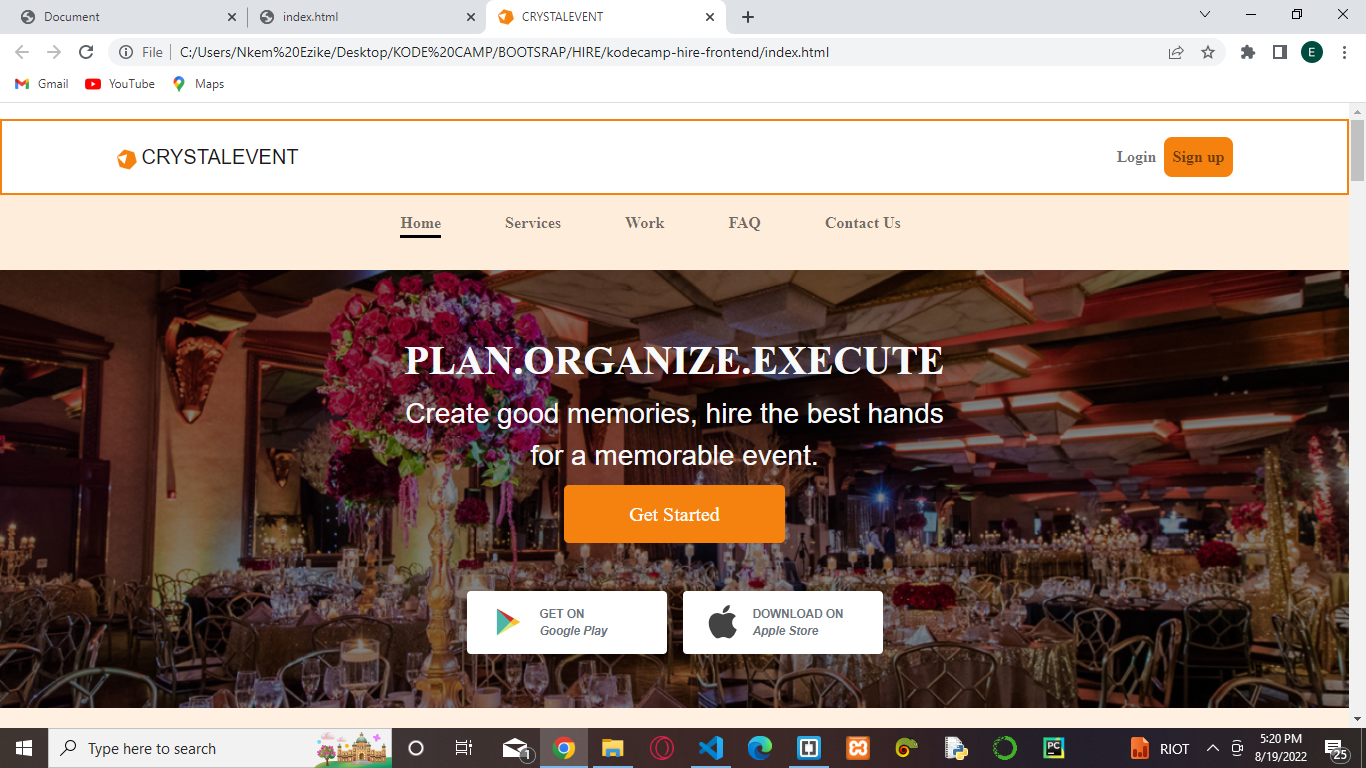 Document
index.html
CRYSTALEVENT
File
C:/Users/Nkem%20Ezike/Desktop/KODE%20CAMP/BOOTSRAP/HIRE/kodecamp-hire-frontend/index.html
E
Gmail
YouTube
Maps
CRYSTALEVENT
Login Sign up
Home Services Work FAQ Contact Us
PLAN.ORGANIZE.EXECUTE
Create good memories, hire the best hands
for a memorable event.
Get Started
GET ON
Google Play
DOWNLOAD ON
Apple Store
Type here to search
1
PC
RIOT
5:20 PM
8/19/2022
25